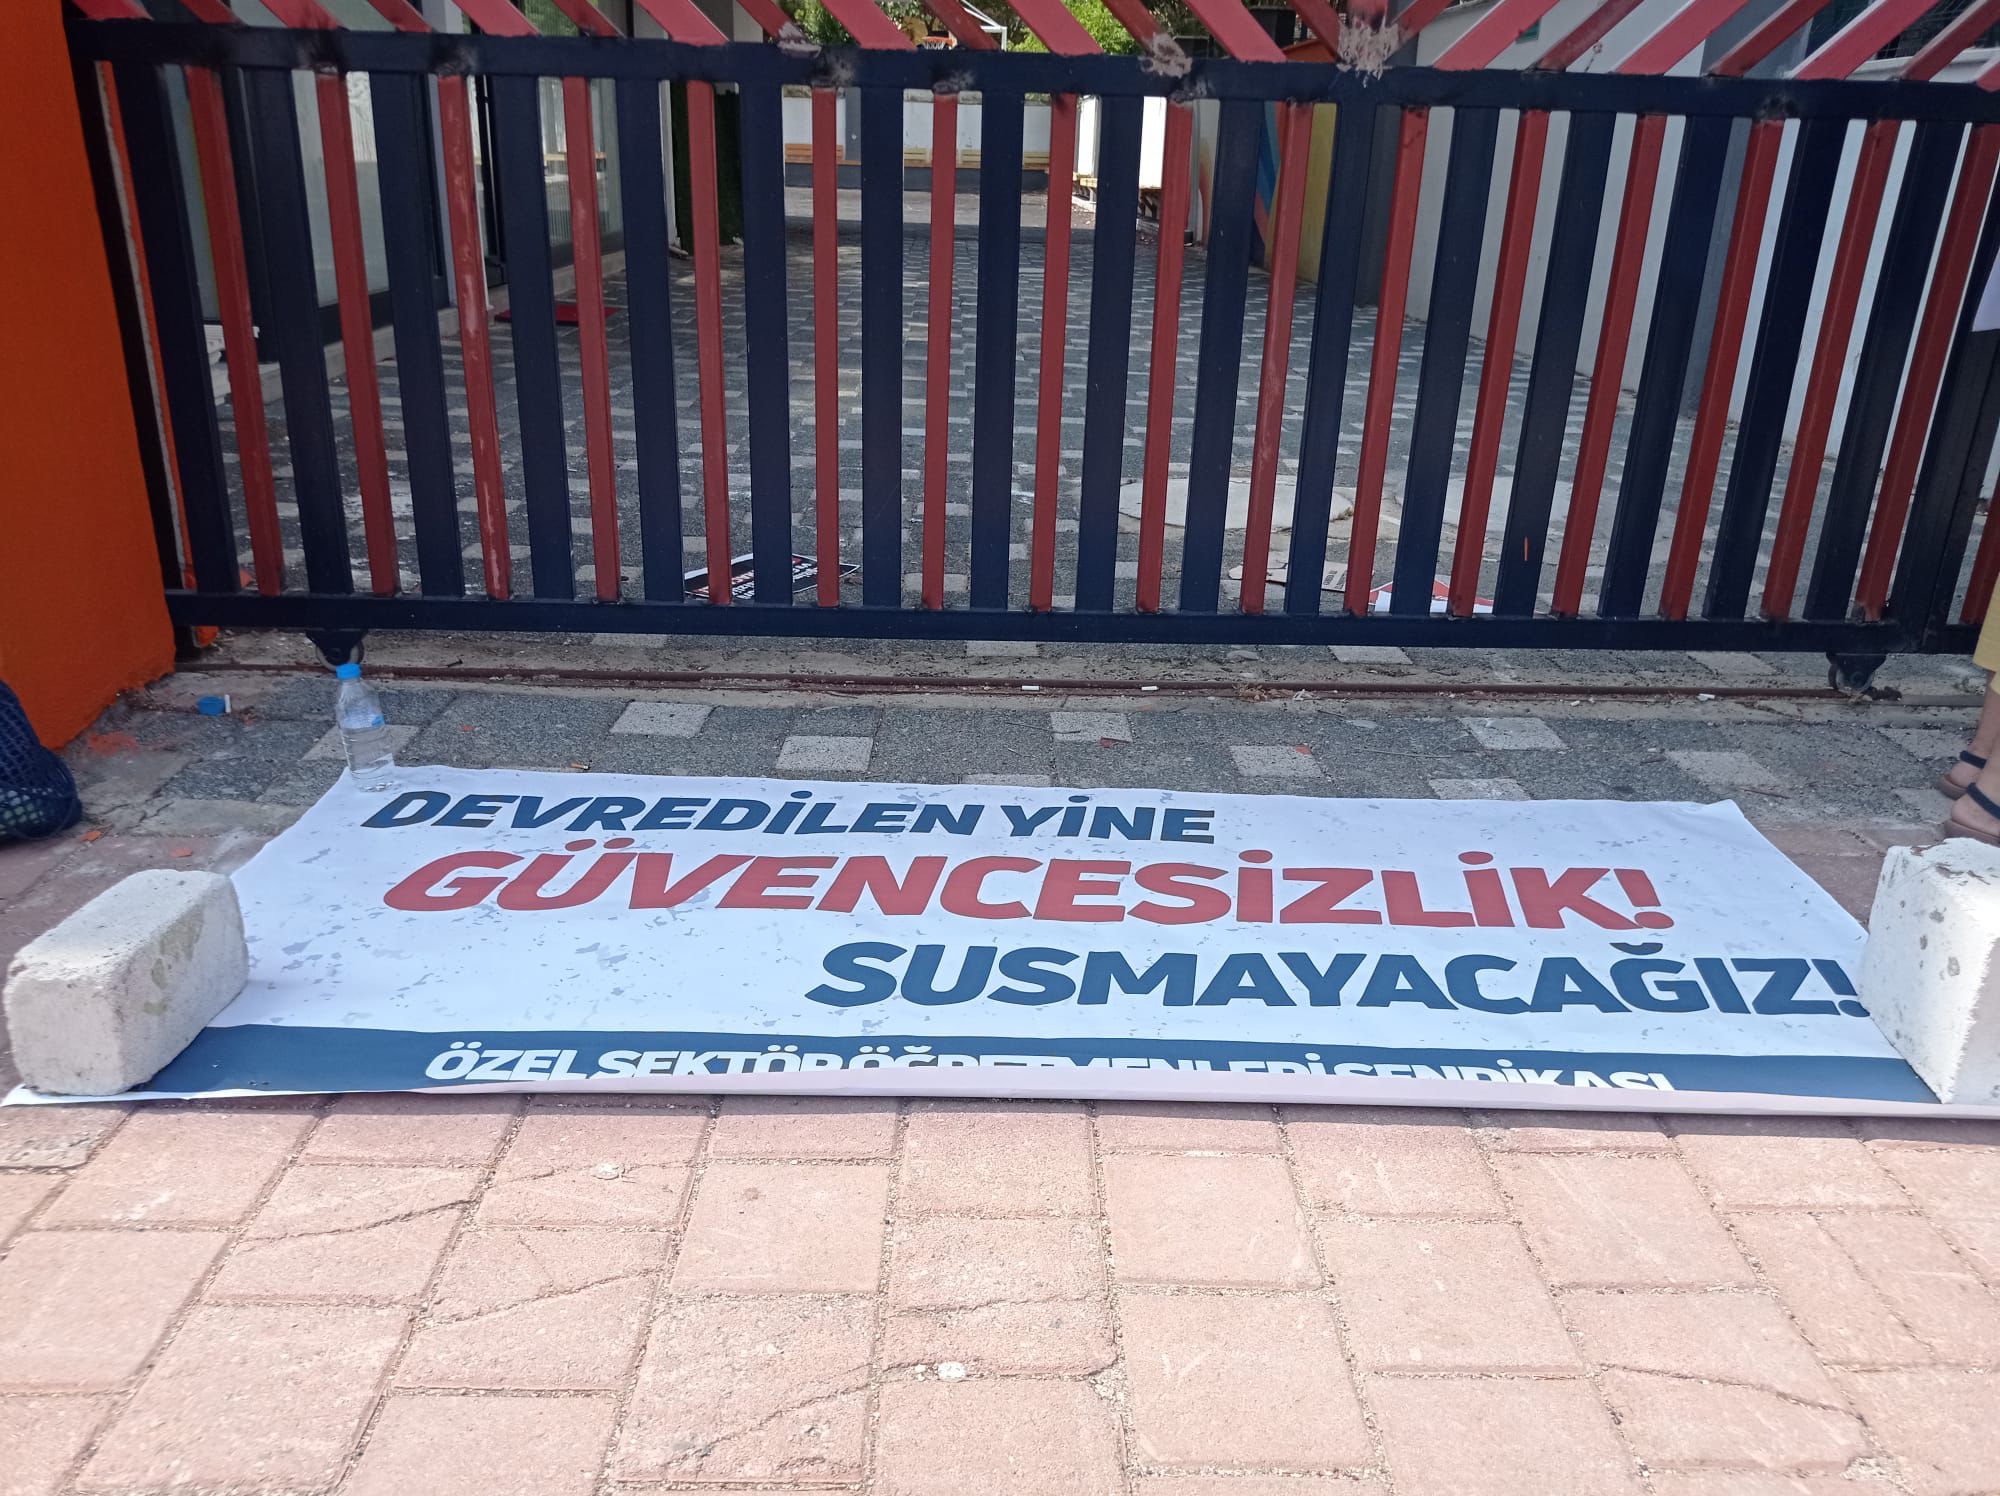 DEVREDİLEN YİNE
GÜVENCESİZLİK!
SUSMAYACAĞIZ!
ÖZEL SEKTÖR ÖĞRETMENLERİ SENDİKASI